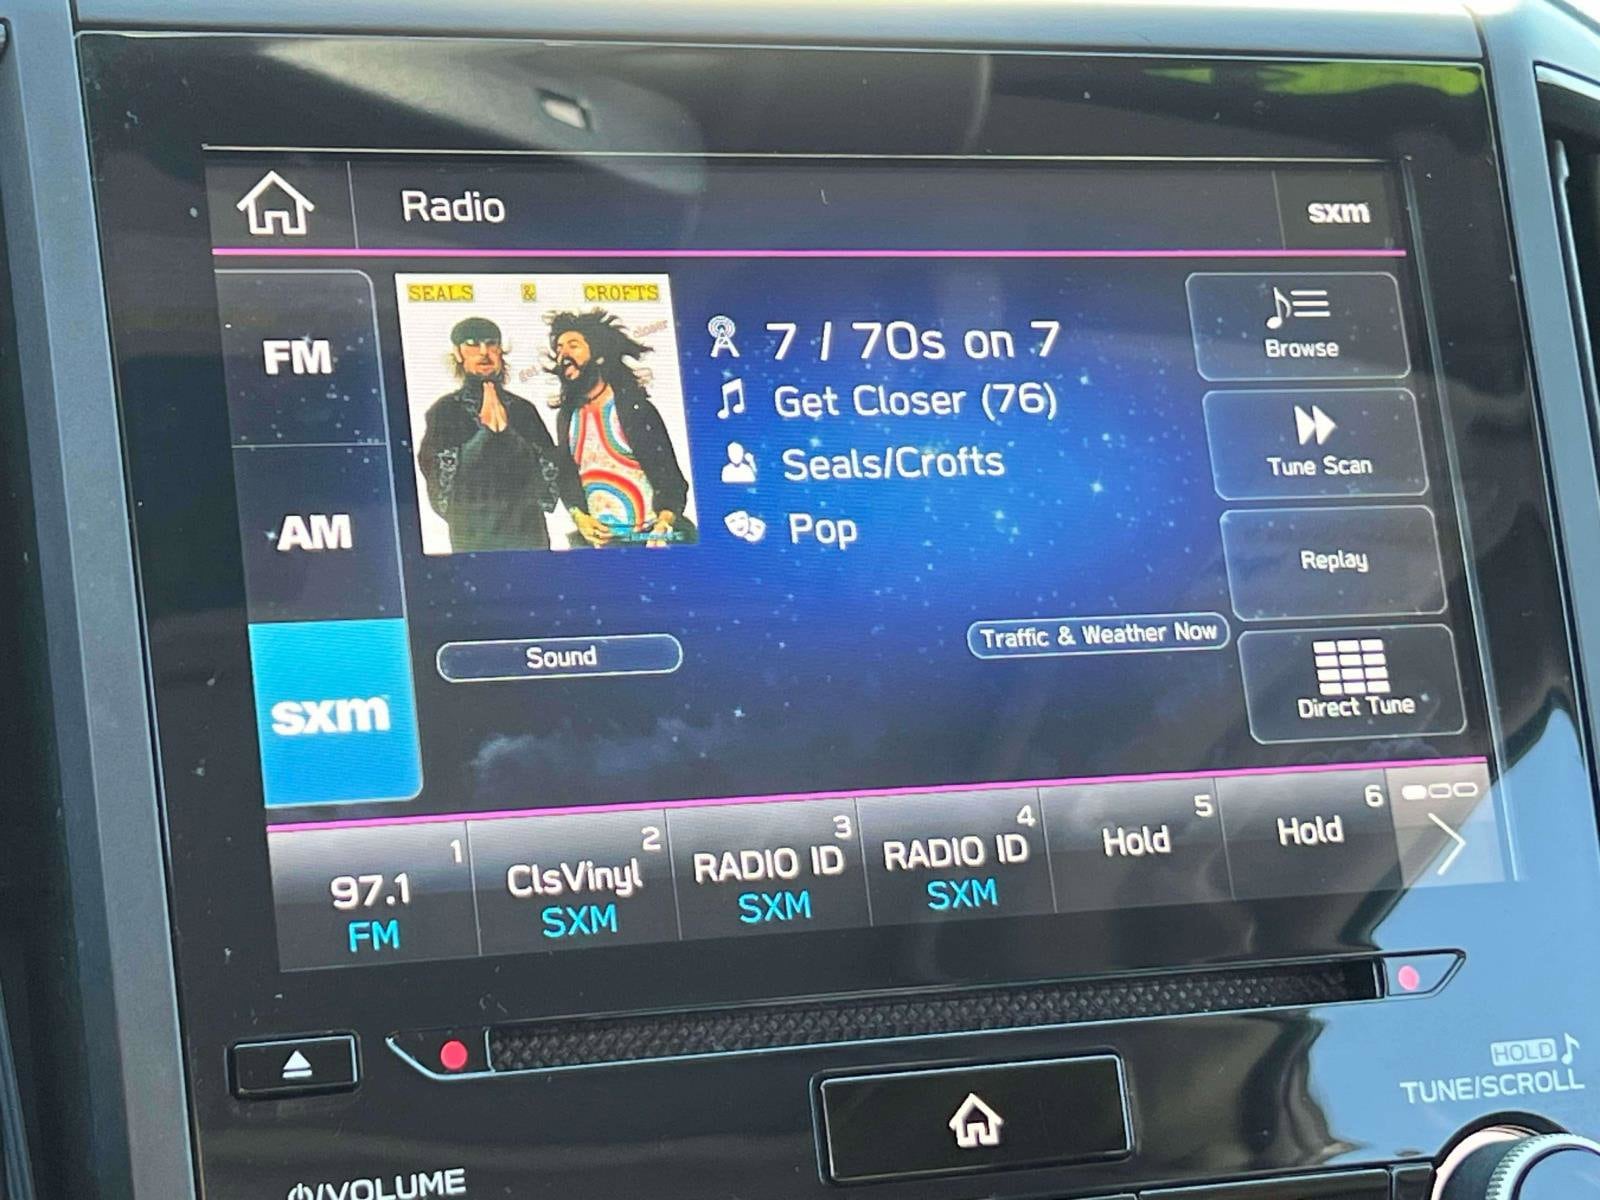 Radio
sxm
FM
AM
sxm
SEALS & CROFTS
get closer
7 / 70s on 7
Get Closer (76)
Seals/Crofts
Pop
Sound
Traffic & Weather Now
Browse
Tune Scan
Replay
Direct Tune
1
97.1
FM
2
ClsVinyl
SXM
3
RADIO ID
SXM
4
RADIO ID
SXM
5
Hold
6
Hold
HOLD
TUNE/SCROLL
/VOLUME